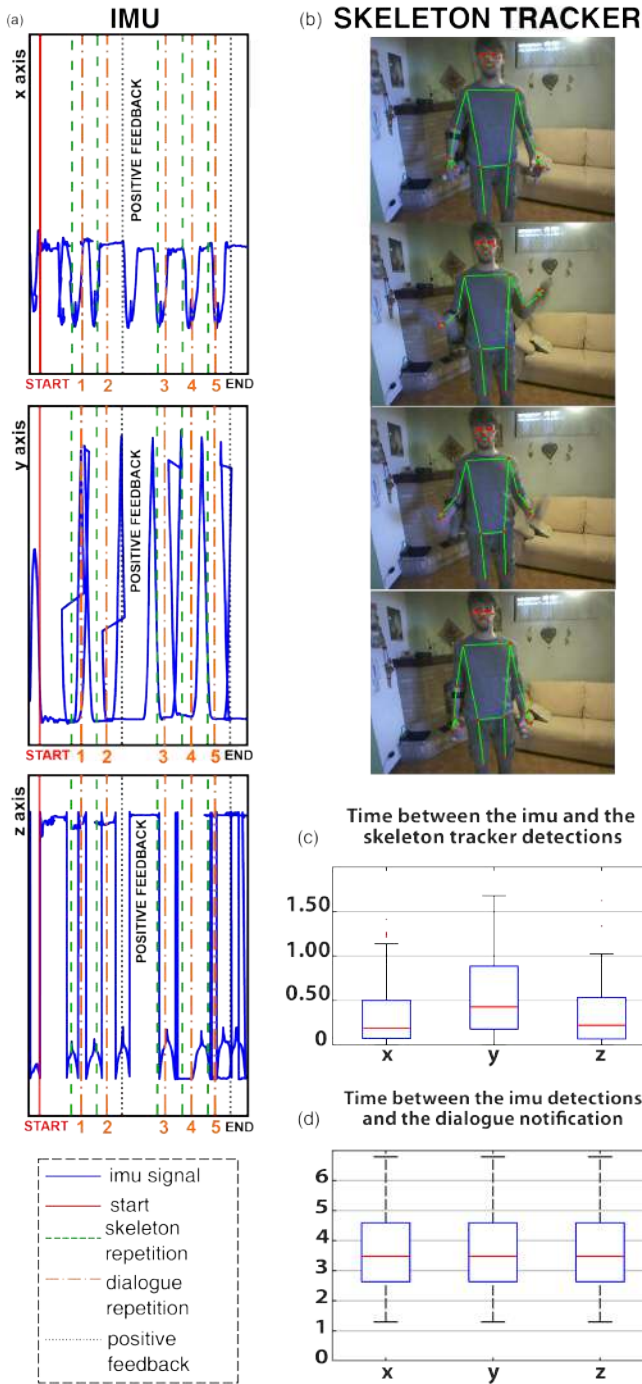 (a)
IMU
x axis
POSITIVE FEEDBACK
START 1 2 3 4 5 END
y axis
POSITIVE FEEDBACK
START 1 2 3 4 5 END
z axis
POSITIVE FEEDBACK
START 1 2 3 4 5 END
imu signal
start
skeleton
repetition
dialogue
repetition
positive
feedback
(b) SKELETON TRACKER
(c) Time between the imu and the
skeleton tracker detections
1.50
1.00
0.50
0
x y z
(d) Time between the imu detections
and the dialogue notification
6
5
4
3
2
1
0
x y z